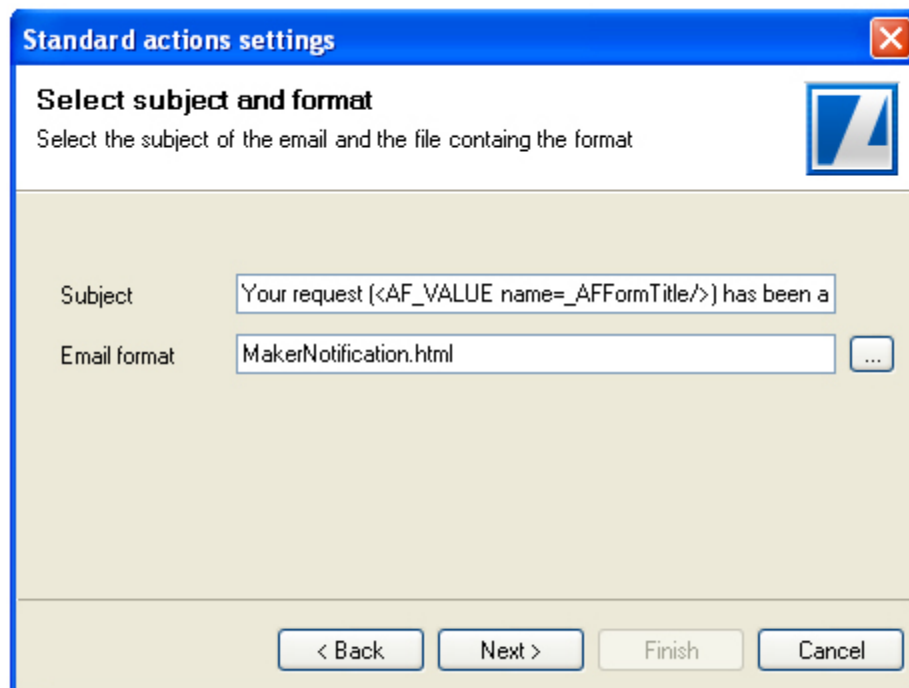 Standard actions settings
Select subject and format
Select the subject of the email and the file containg the format
Subject
Your request (<AF_VALUE name=_AFFormTitle/>) has been a
Email format
MakerNotification.html
...
< Back
Next >
Finish
Cancel